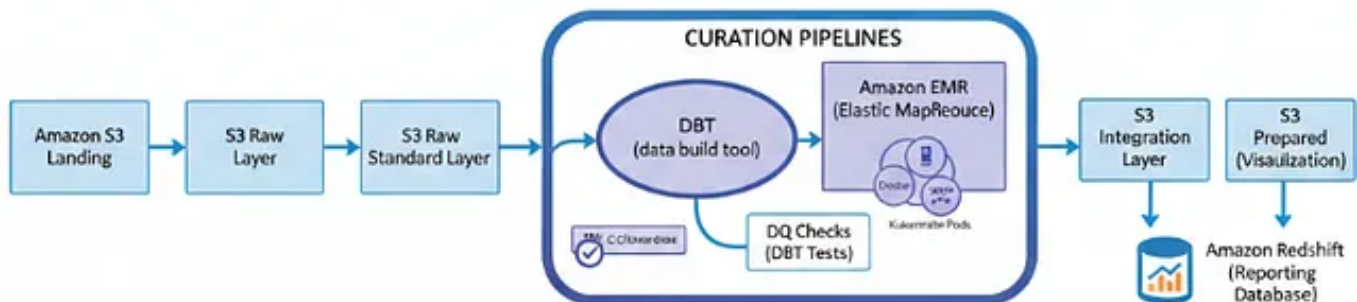 CURATION PIPELINES
Amazon S3
Landing
S3 Raw
Layer
S3 Raw
Standard Layer
DBT
(data build tool)
Amazon EMR
(Elastic MapReouce)
DQ Checks
(DBT Tests)
S3
Integration
Layer
S3
Prepared
(Visaulization)
Amazon Redshift
(Reporting
Database)